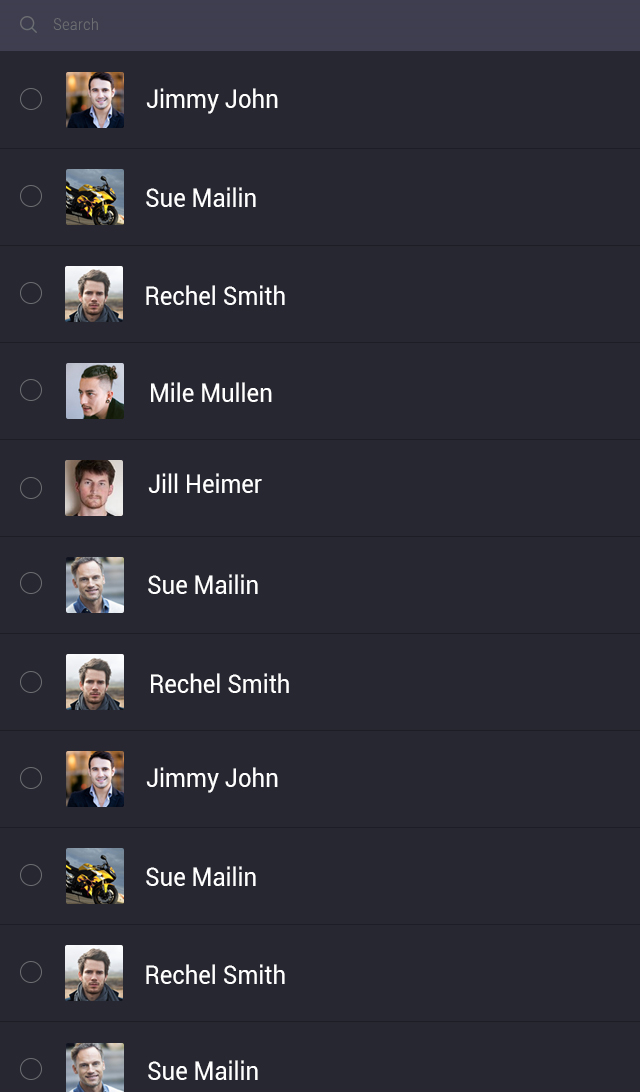 Search
Jimmy John
Sue Mailin
Rechel Smith
Mile Mullen
Jill Heimer
Sue Mailin
Rechel Smith
Jimmy John
Sue Mailin
Rechel Smith
Sue Mailin